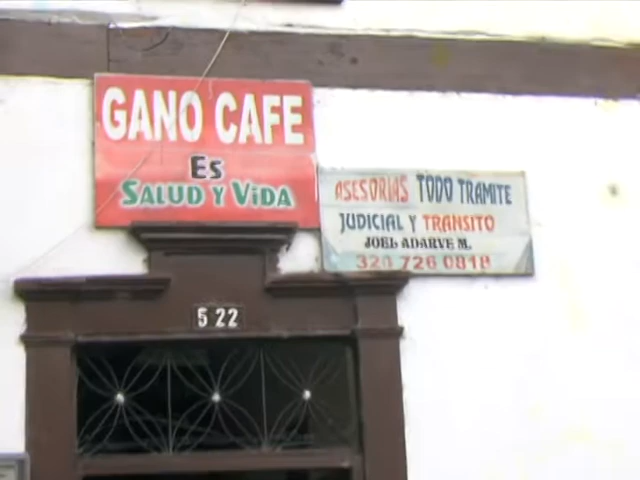 GANO CAFE
Es
SALUD Y ViDA
ASESORIAS TODO TRAMITE
JUDICIAL Y TRANSITO
JOEL ADARVE M.
320 726 0818
5 22